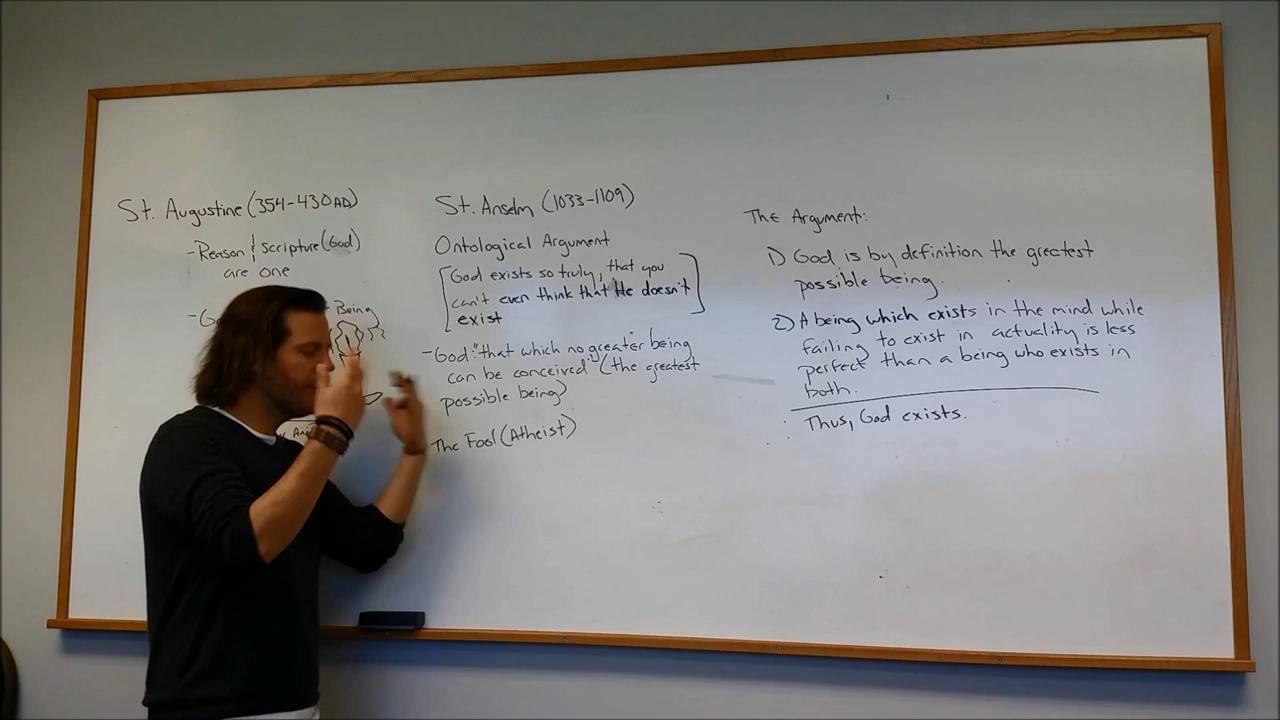 St. Augustine (354-430AD)
-Reason & Scripture (God)
are one
-G
Being
St. Anselm (1033-1109)
Ontological Argument
[God exists so truly, that you
can't even think that He doesn't]
exist
-God: "that which no greater being
can be conceived" (the greatest
possible being)
The Fool (Atheist)
The Argument:
1) God is by definition the greatest
possible being.
2) A being which exists in the mind while
failing to exist in actuality is less
perfect than a being who exists in
both.
Thus, God exists.